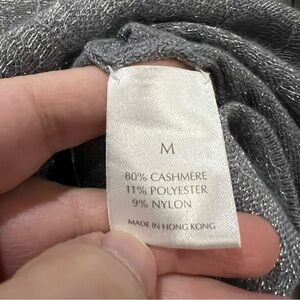 M
80% CASHMERE
11% POLYESTER
9% NYLON
MADE IN HONG KONG